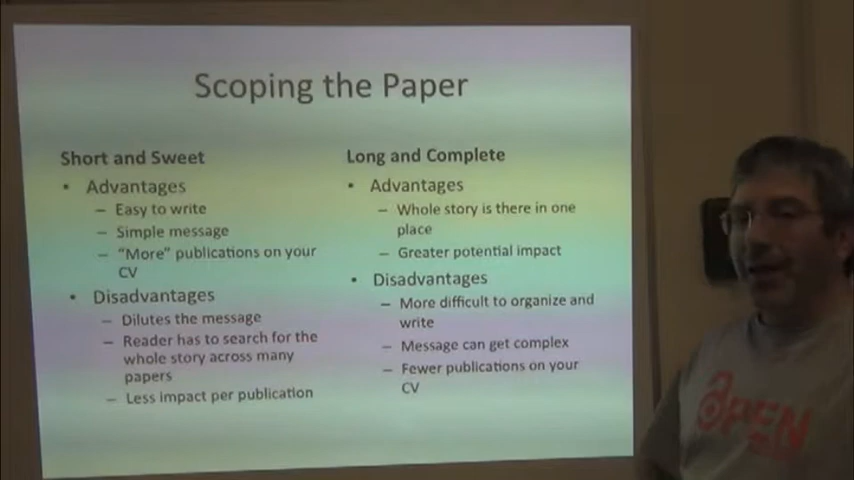 Scoping the Paper
Short and Sweet
• Advantages
– Easy to write
– Simple message
– “More” publications on your
CV
• Disadvantages
– Dilutes the message
– Reader has to search for the
whole story across many
papers
– Less impact per publication
Long and Complete
• Advantages
– Whole story is there in one
place
– Greater potential impact
• Disadvantages
– More difficult to organize and
write
– Message can get complex
– Fewer publications on your
CV
OPEN